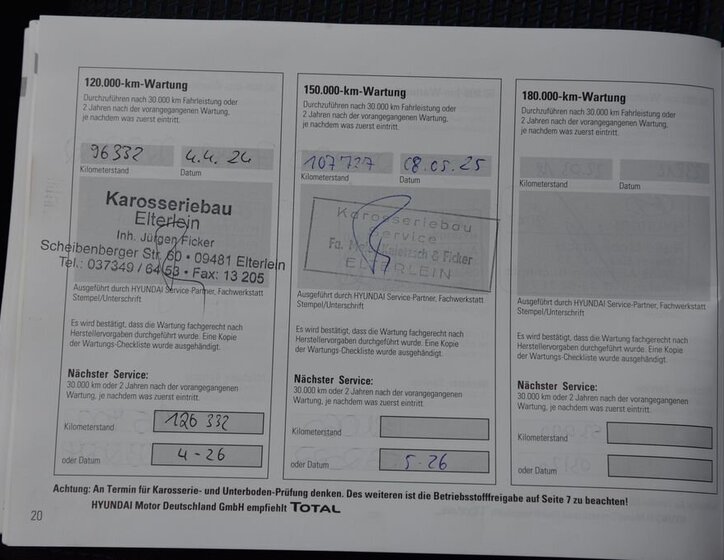 120.000-km-Wartung
Durchzuführen nach 30.000 km Fahrleistung oder
2 Jahren nach der vorangegangenen Wartung,
je nachdem was zuerst eintritt.
96332 4.4.24
Kilometerstand Datum
Karosseriebau
Elterlein
Inh. Jürgen Ficker
Scheibenberger Str. 60 • 09481 Elterlein
Tel.: 037349 / 64 53 • Fax: 13 205
Ausgeführt durch HYUNDAI Service-Partner, Fachwerkstatt
Stempel/Unterschrift
Es wird bestätigt, dass die Wartung fachgerecht nach
Herstellervorgaben durchgeführt wurde. Eine Kopie
der Wartungs-Checkliste wurde ausgehändigt.
Nächster Service:
30.000 km oder 2 Jahren nach der vorangegangenen
Wartung, je nachdem was zuerst eintritt.
Kilometerstand 126 332
oder Datum 4-26
150.000-km-Wartung
Durchzuführen nach 30.000 km Fahrleistung oder
2 Jahren nach der vorangegangenen Wartung,
je nachdem was zuerst eintritt.
107737 08.05.25
Kilometerstand Datum
Karosseriebau
Service
Fa. & Ficker
ELTERLEIN
Ausgeführt durch HYUNDAI Service-Partner, Fachwerkstatt
Stempel/Unterschrift
Es wird bestätigt, dass die Wartung fachgerecht nach
Herstellervorgaben durchgeführt wurde. Eine Kopie
der Wartungs-Checkliste wurde ausgehändigt.
Nächster Service:
30.000 km oder 2 Jahren nach der vorangegangenen
Wartung, je nachdem was zuerst eintritt.
Kilometerstand
oder Datum 5-26
180.000-km-Wartung
Durchzuführen nach 30.000 km Fahrleistung oder
2 Jahren nach der vorangegangenen Wartung,
je nachdem was zuerst eintritt.
Kilometerstand Datum
Ausgeführt durch HYUNDAI Service-Partner, Fachwerkstatt
Stempel/Unterschrift
Es wird bestätigt, dass die Wartung fachgerecht nach
Herstellervorgaben durchgeführt wurde. Eine Kopie
der Wartungs-Checkliste wurde ausgehändigt.
Nächster Service:
30.000 km oder 2 Jahren nach der vorangegangenen
Wartung, je nachdem was zuerst eintritt.
Kilometerstand
oder Datum
Achtung: An Termin für Karosserie- und Unterboden-Prüfung denken. Des weiteren ist die Betriebsstofffreigabe auf Seite 7 zu beachten!
HYUNDAI Motor Deutschland GmbH empfiehlt TOTAL
20